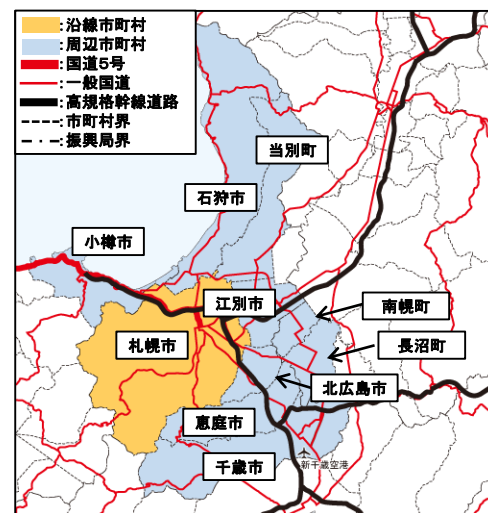 :沿線市町村
:周辺市町村
:国道5号
:一般国道
:高規格幹線道路
:市町村界
:振興局界
当別町
石狩市
小樽市
江別市
南幌町
札幌市
長沼町
北広島市
恵庭市
千歳市
新千歳空港